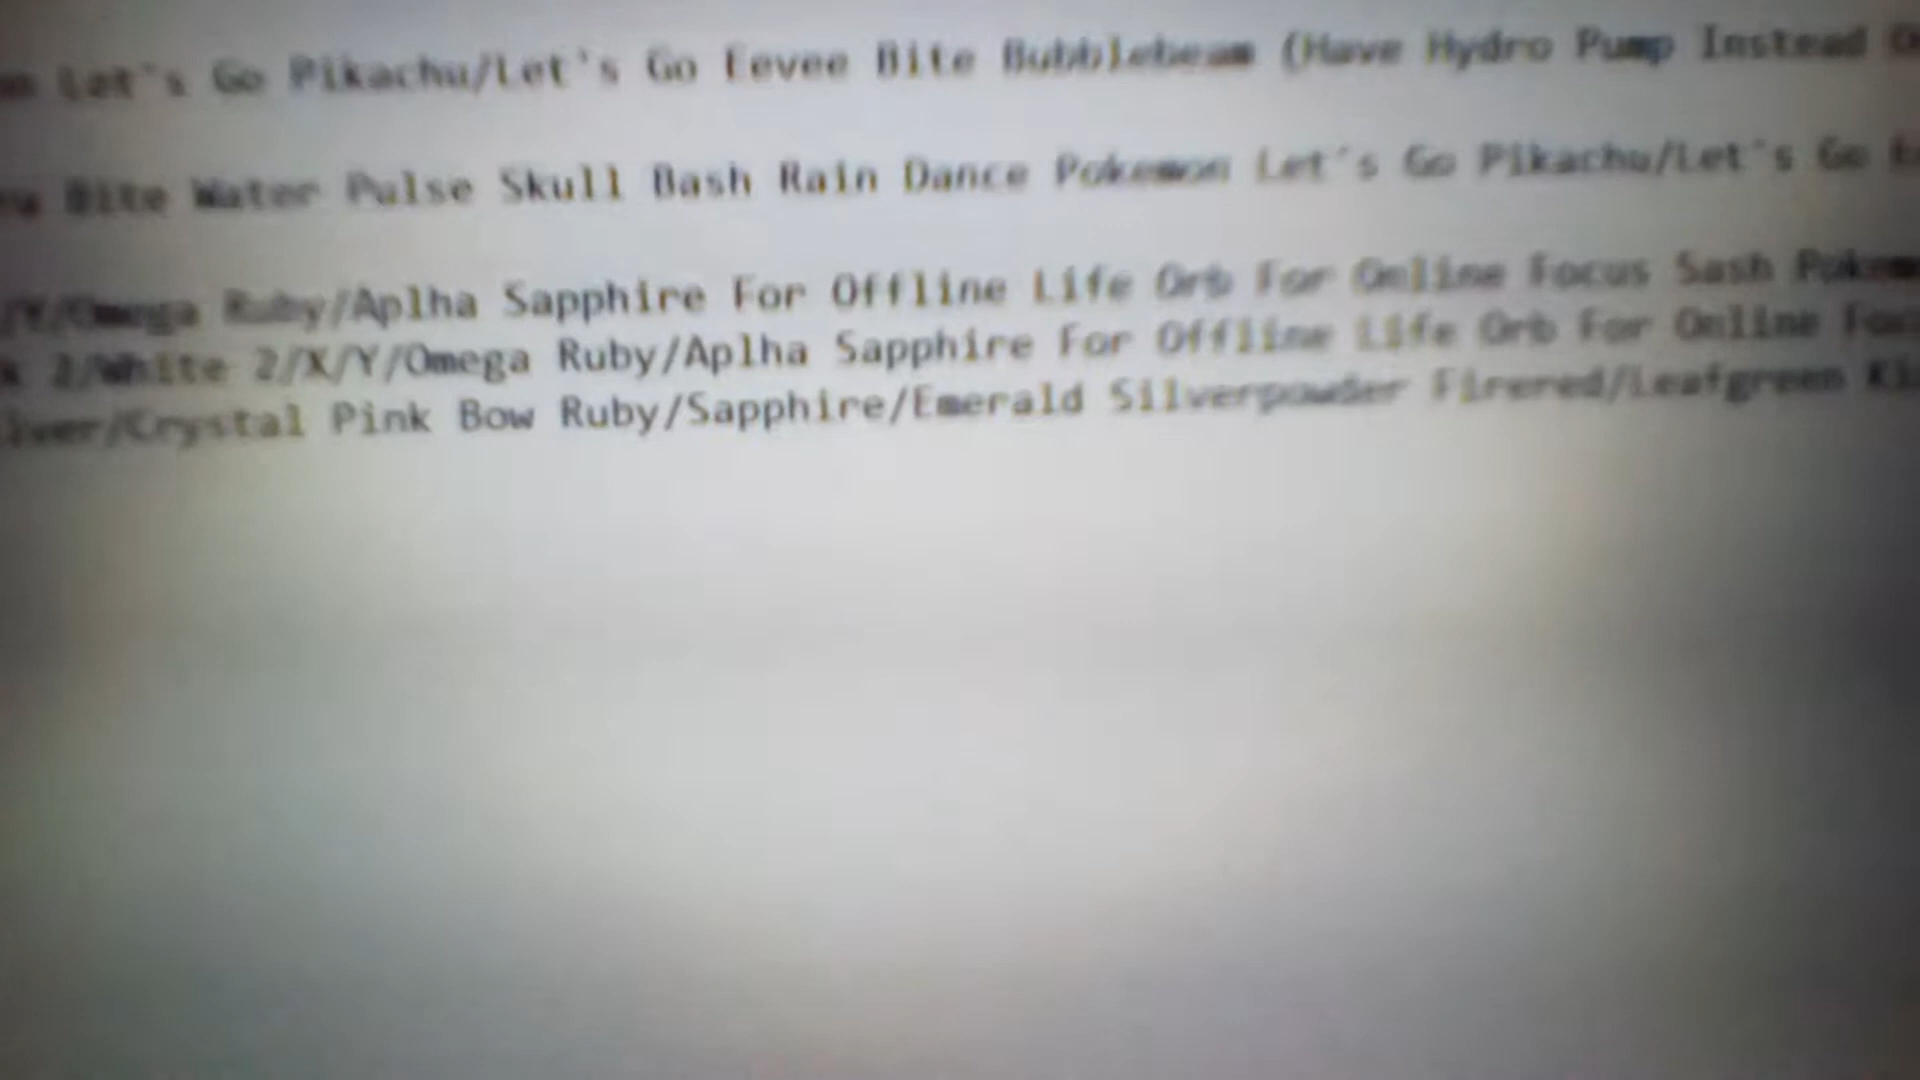 Let's Go Pikachu/Let's Go Eevee Bite Bubblebeam (Have Hydro Pump Instead
Bite Water Pulse Skull Bash Rain Dance Pokemon Let's Go Pikachu/Let's Go
/Y/Omega Ruby/Aplha Sapphire For Offline Life Orb For Online Focus Sash
2/White 2/X/Y/Omega Ruby/Aplha Sapphire For Offline Life Orb For Online
lver/Crystal Pink Bow Ruby/Sapphire/Emerald Silverpowder Firered/Leafgreen